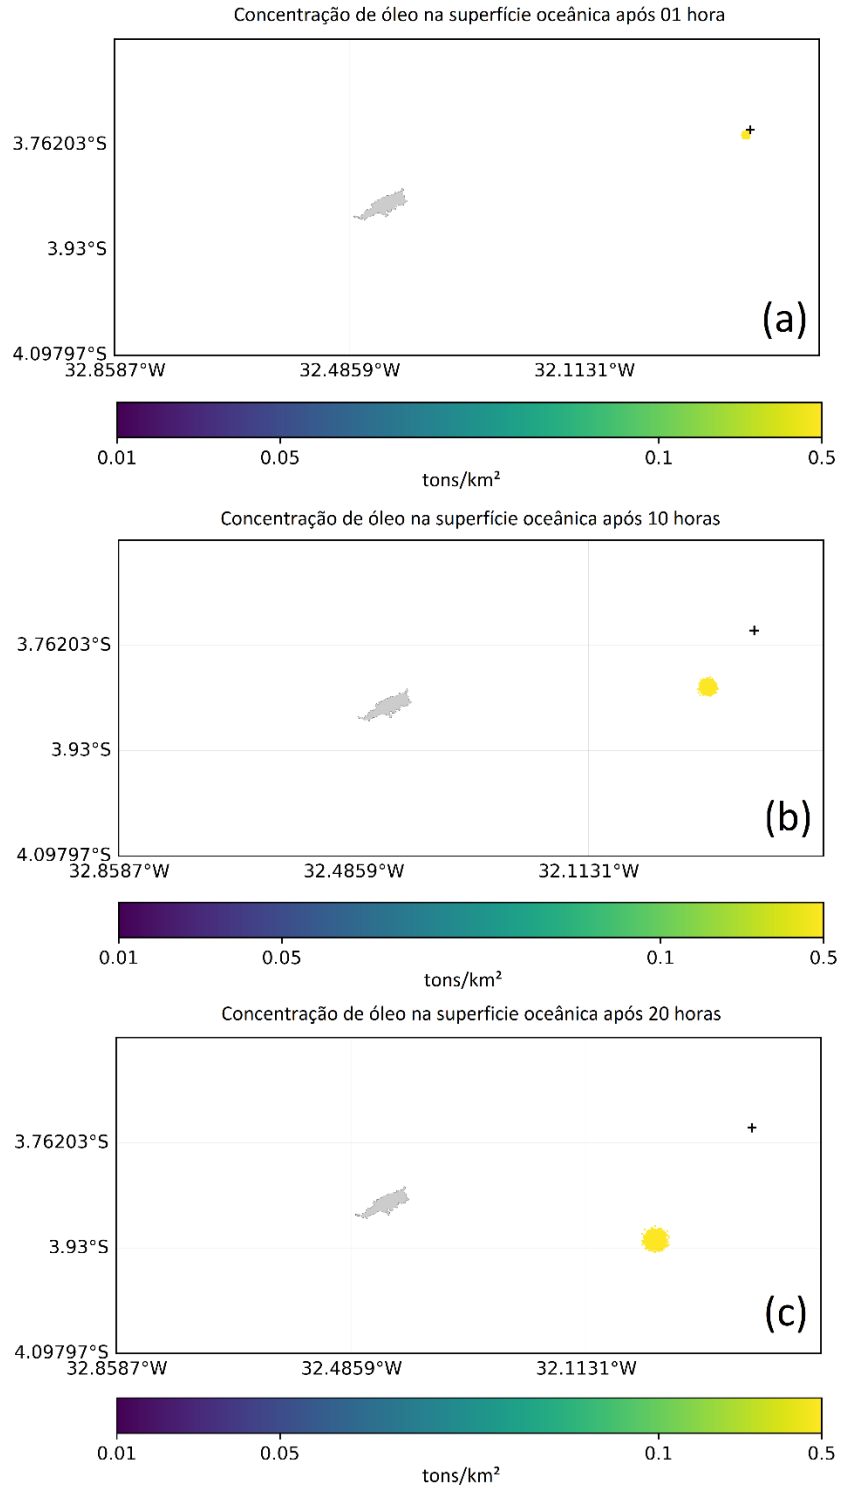 Concentração de óleo na superfície oceânica após 01 hora
3.76203°S
3.93°S
(a)
4.09797°S
32.8587°W 32.4859°W 32.1131°W
0.01 0.05 0.1 0.5
tons/km²
Concentração de óleo na superfície oceânica após 10 horas
3.76203°S
3.93°S
(b)
4.09797°S
32.8587°W 32.4859°W 32.1131°W
0.01 0.05 0.1 0.5
tons/km²
Concentração de óleo na superficie oceânica após 20 horas
3.76203°S
3.93°S
(c)
4.09797°S
32.8587°W 32.4859°W 32.1131°W
0.01 0.05 0.1 0.5
tons/km²